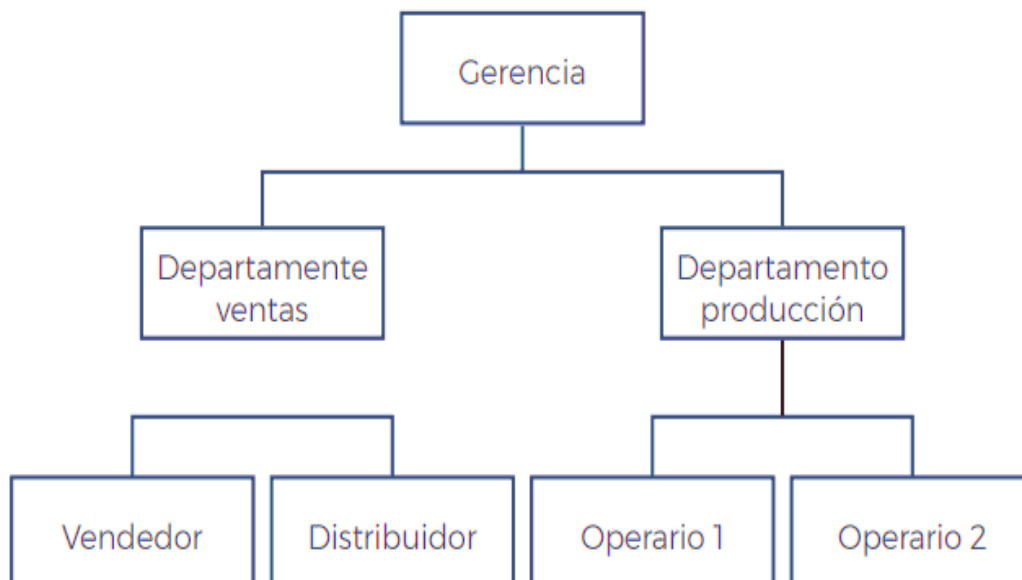 Gerencia
Departamente
ventas
Departamento
producción
Vendedor
Distribuidor
Operario 1
Operario 2